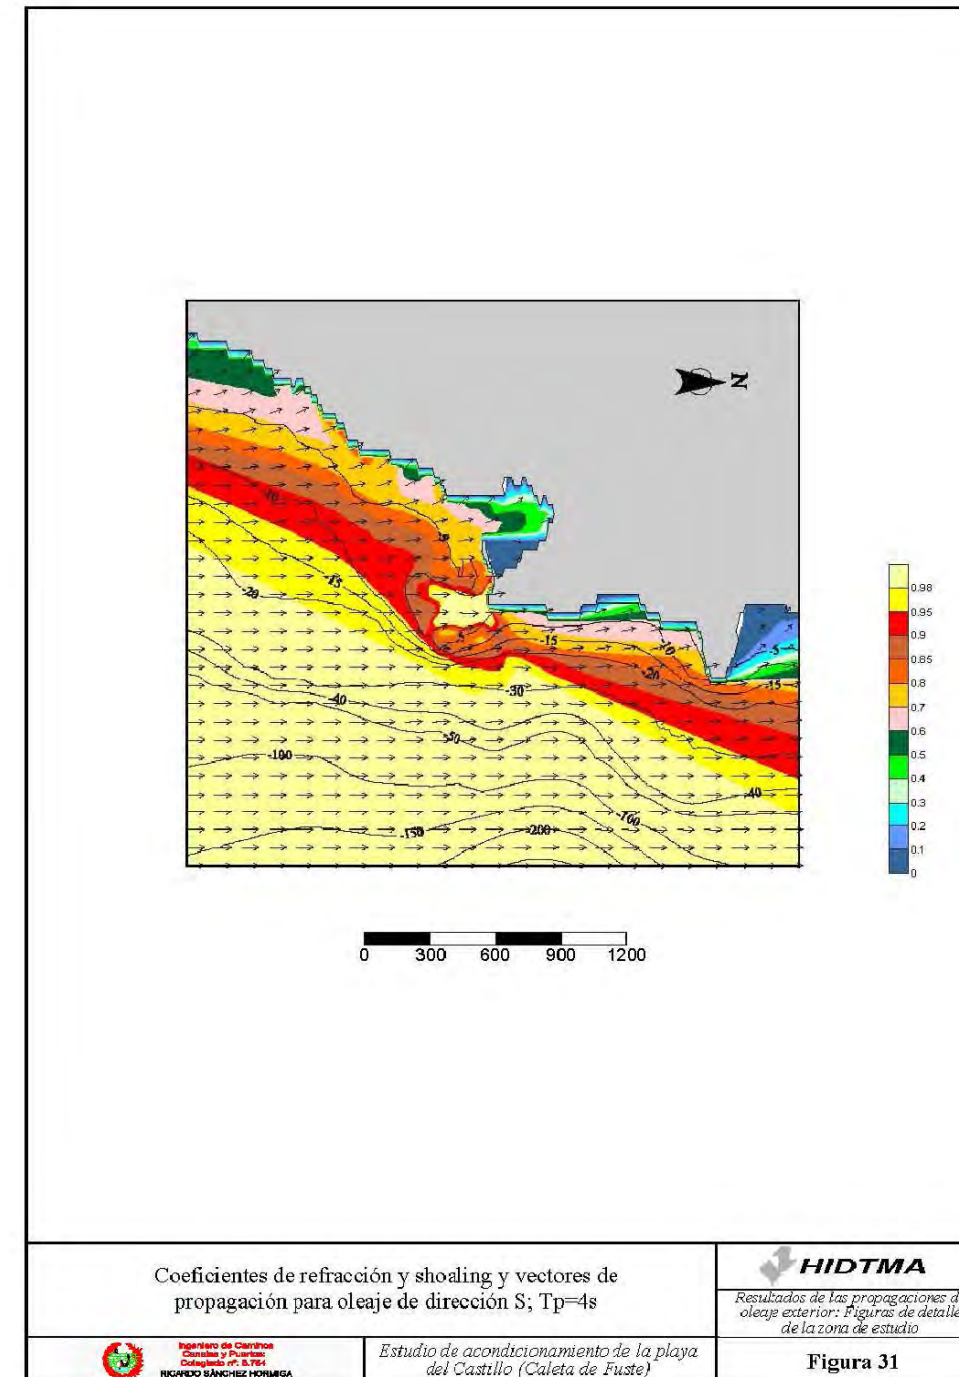 N
-10
-15
-20
-5
-15
-10
-20
-5
-15
-30
-40
-50
-100
-40
-100
-150
-200
0.98
0.95
0.9
0.85
0.8
0.7
0.6
0.5
0.4
0.3
0.2
0.1
0
0 300 600 900 1200
Coeficientes de refracción y shoaling y vectores de
propagación para oleaje de dirección S; Tp=4s
HIDTMA
Resultados de las propagaciones d
oleaje exterior: Figuras de detalle
de la zona de estudio
Ingeniero de Caminos
Canales y Puertos:
Colegiado nº: 5.764
RICARDO SÁNCHEZ HORMIGA
Estudio de acondicionamiento de la playa
del Castillo (Caleta de Fuste)
Figura 31